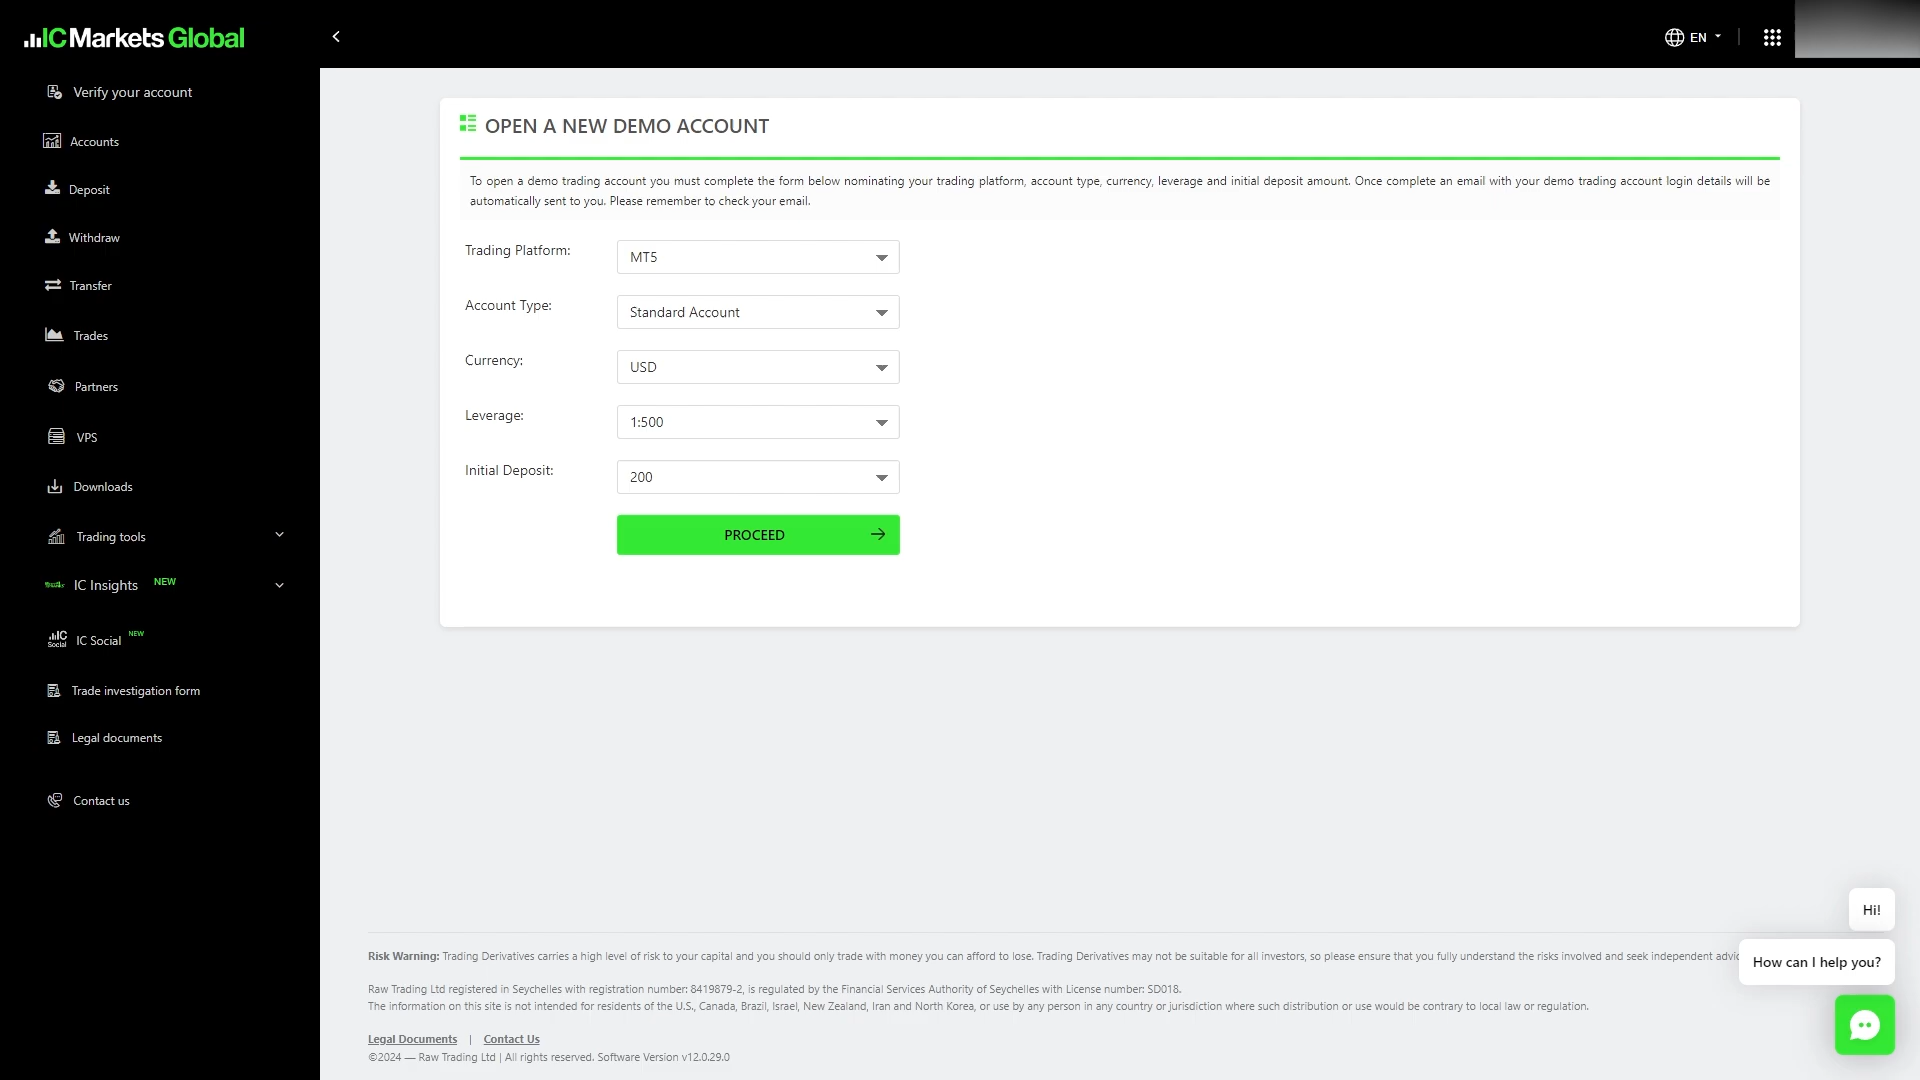 IC Markets Global
EN
Verify your account
Accounts
Deposit
Withdraw
Transfer
Trades
Partners
VPS
Downloads
Trading tools
IC Insights NEW
IC Social NEW
Trade investigation form
Legal documents
Contact us
OPEN A NEW DEMO ACCOUNT
To open a demo trading account you must complete the form below nominating your trading platform, account type, currency, leverage and initial deposit amount. Once complete an email with your demo trading account login details will be
automatically sent to you. Please remember to check your email.
Trading Platform: MT5
Account Type: Standard Account
Currency: USD
Leverage: 1:500
Initial Deposit: 200
PROCEED
Hi!
How can I help you?
Risk Warning: Trading Derivatives carries a high level of risk to your capital and you should only trade with money you can afford to lose. Trading Derivatives may not be suitable for all investors, so please ensure that you fully understand the risks involved and seek independent
Raw Trading Ltd registered in Seychelles with registration number: 8419879-2, is regulated by the Financial Services Authority of Seychelles with License number: SD018.
The information on this site is not intended for residents of the U.S., Canada, Brazil, Israel, New Zealand, Iran and North Korea, or use by any person in any country or jurisdiction where such distribution or use would be contrary to local law or regulation.
Legal Documents | Contact Us
©2024 — Raw Trading Ltd | All rights reserved. Software Version v12.0.29.0